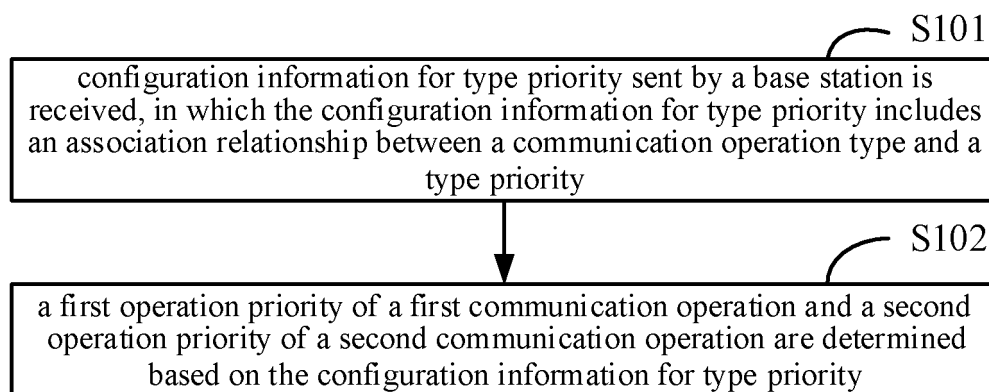 S101
configuration information for type priority sent by a base station is
received, in which the configuration information for type priority includes
an association relationship between a communication operation type and a
type priority
S102
a first operation priority of a first communication operation and a second
operation priority of a second communication operation are determined
based on the configuration information for type priority